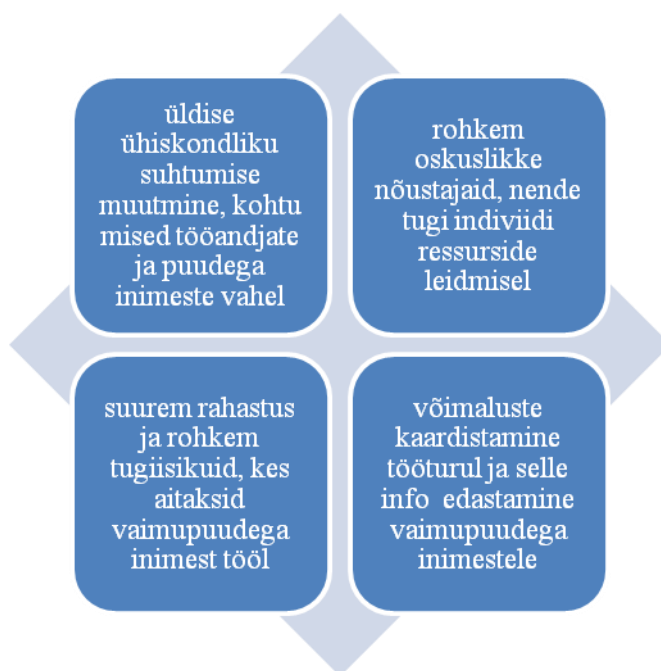 üldise
ühiskondliku
suhtumise
muutmine, kohtu
mised tööandjate
ja puudega
inimeste vahel
rohkem
oskuslikke
nõustajaid, nende
tugi indiviidi
ressurside
leidmisel
suurem rahastus
ja rohkem
tugiisikuid, kes
aitaksid
vaimupuudega
inimest tööl
võimaluste
kaardistamine
tööturul ja selle
info edastamine
vaimupuudega
inimestele